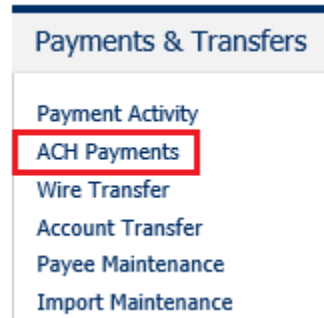 Payments & Transfers
Payment Activity
ACH Payments
Wire Transfer
Account Transfer
Payee Maintenance
Import Maintenance